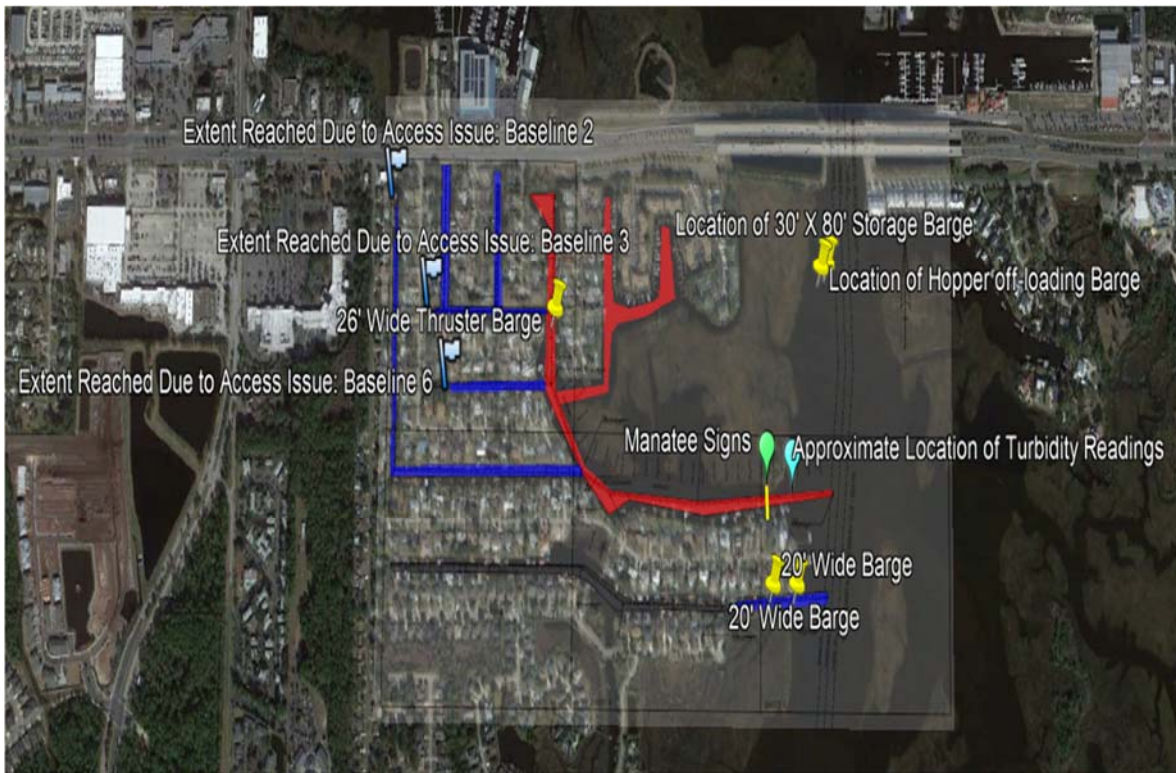 Extent Reached Due to Access Issue: Baseline 2
Location of 30' X 80' Storage Barge
Extent Reached Due to Access Issue: Baseline 3
Location of Hopper off-loading Barge
26' Wide Thruster Barge
Extent Reached Due to Access Issue: Baseline 6
Manatee Signs
Approximate Location of Turbidity Readings
20' Wide Barge
20' Wide Barge